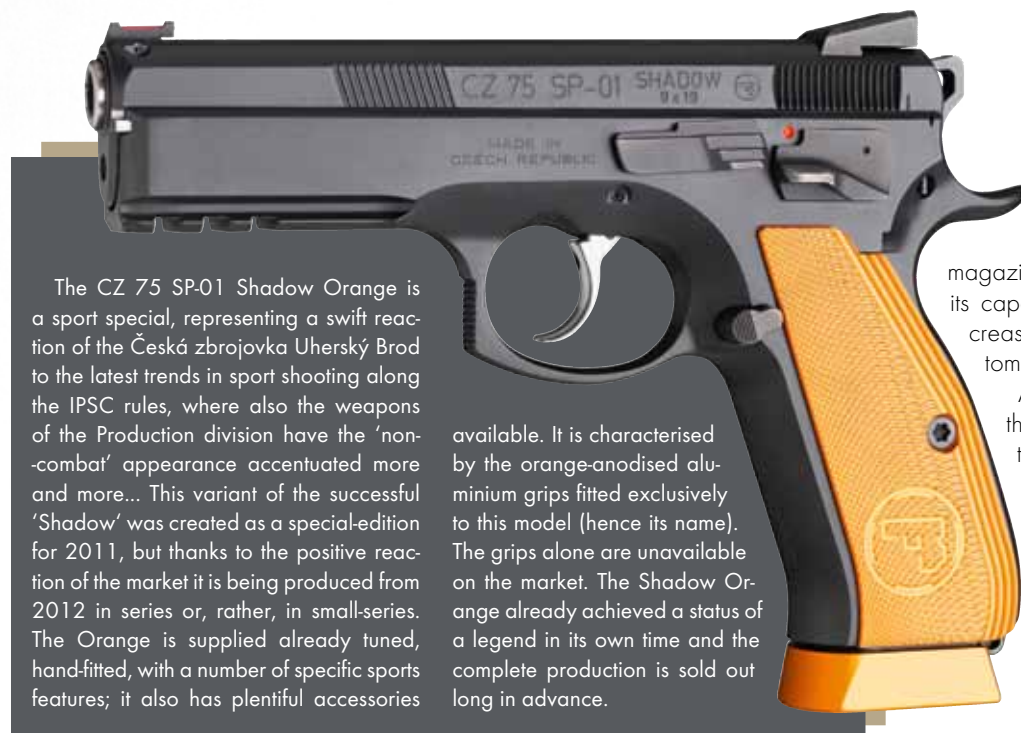 CZ 75 SP-01 SHADOW
9 x 19
MADE IN
CZECH REPUBLIC
The CZ 75 SP-01 Shadow Orange is
a sport special, representing a swift reac-
tion of the Česká zbrojovka Uherský Brod
to the latest trends in sport shooting along
the IPSC rules, where also the weapons
of the Production division have the ‘non-
-combat’ appearance accentuated more
and more... This variant of the successful
‘Shadow‘ was created as a special-edition
for 2011, but thanks to the positive reac-
tion of the market it is being produced from
2012 in series or, rather, in small-series.
The Orange is supplied already tuned,
hand-fitted, with a number of specific sports
features; it also has plentiful accessories
available. It is characterised
by the orange-anodised alu-
minium grips fitted exclusively
to this model (hence its name).
The grips alone are unavailable
on the market. The Shadow Or-
ange already achieved a status of
a legend in its own time and the
complete production is sold out
long in advance.
magazi
its cap
creas
tom
th
t